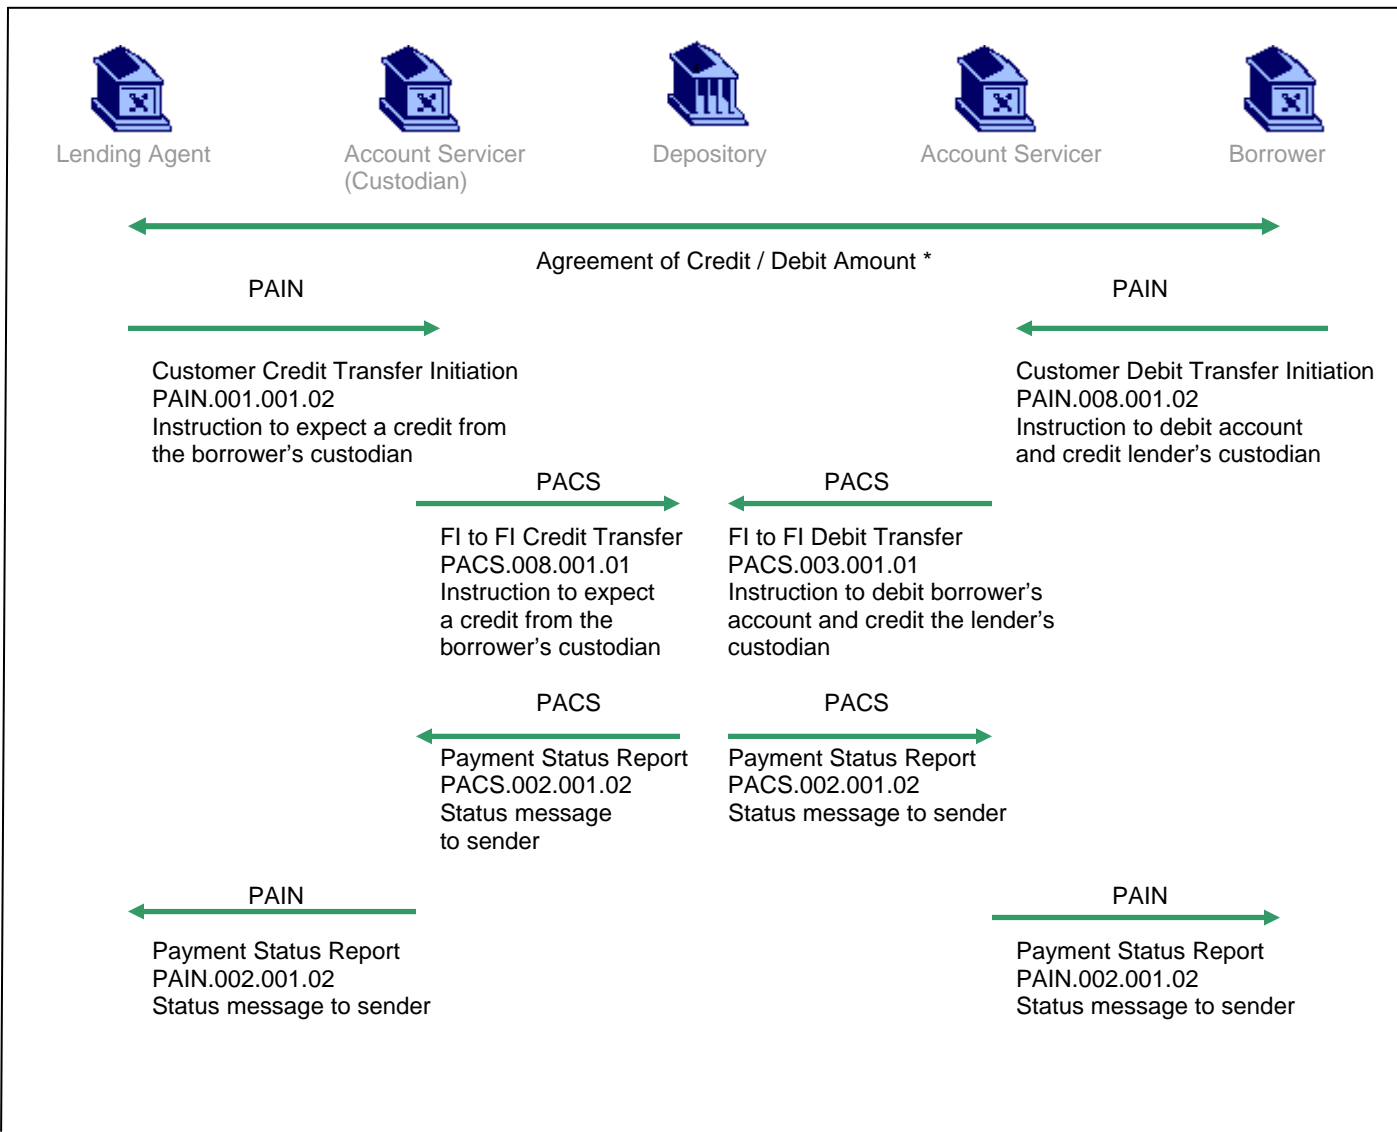 Lending Agent
Account Servicer
(Custodian)
Depository
Account Servicer
Borrower
Agreement of Credit / Debit Amount *
PAIN
PAIN
Customer Credit Transfer Initiation
PAIN.001.001.02
Instruction to expect a credit from
the borrower’s custodian
Customer Debit Transfer Initiation
PAIN.008.001.02
Instruction to debit account
and credit lender’s custodian
PACS
PACS
FI to FI Credit Transfer
PACS.008.001.01
Instruction to expect
a credit from the
borrower’s custodian
FI to FI Debit Transfer
PACS.003.001.01
Instruction to debit borrower’s
account and credit the lender’s
custodian
PACS
PACS
Payment Status Report
PACS.002.001.02
Status message
to sender
Payment Status Report
PACS.002.001.02
Status message to sender
PAIN
PAIN
Payment Status Report
PAIN.002.001.02
Status message to sender
Payment Status Report
PAIN.002.001.02
Status message to sender